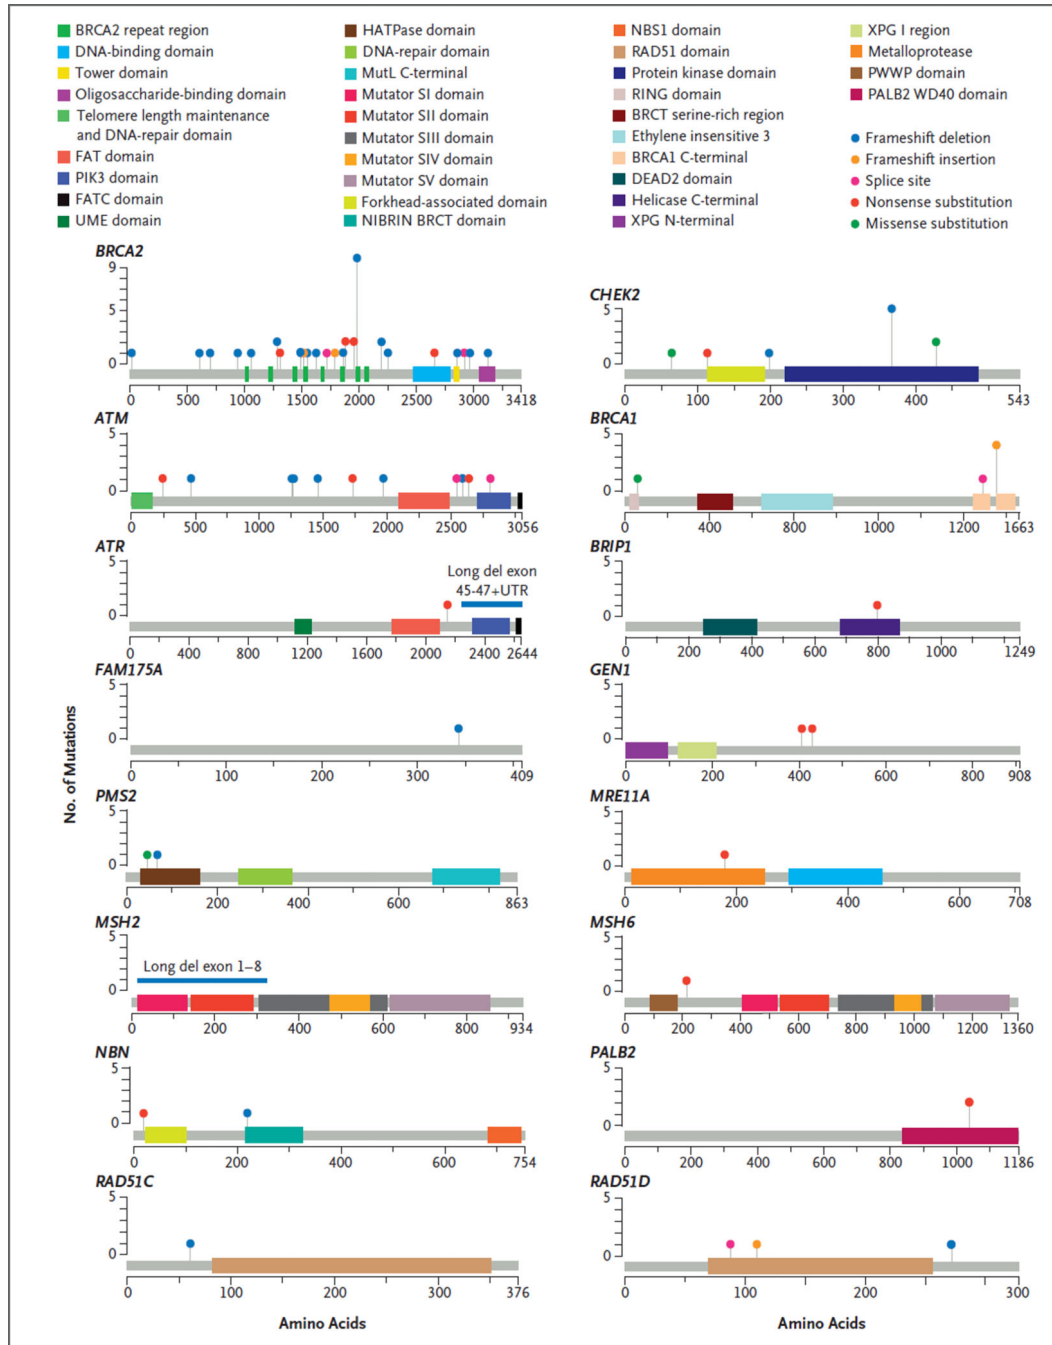 BRCA2 repeat region
DNA-binding domain
Tower domain
Oligosaccharide-binding domain
Telomere length maintenance
and DNA-repair domain
FAT domain
PIK3 domain
FATC domain
UME domain
HATPase domain
DNA-repair domain
MutL C-terminal
Mutator SI domain
Mutator SII domain
Mutator SIII domain
Mutator SIV domain
Mutator SV domain
Forkhead-associated domain
NIBRIN BRCT domain
NBS1 domain
RAD51 domain
Protein kinase domain
RING domain
BRCT serine-rich region
Ethylene insensitive 3
BRCA1 C-terminal
DEAD2 domain
Helicase C-terminal
XPG N-terminal
XPG I region
Metalloprotease
PWWP domain
PALB2 WD40 domain
Frameshift deletion
Frameshift insertion
Splice site
Nonsense substitution
Missense substitution
No. of Mutations
BRCA2
9
5
0
0 500 1000 1500 2000 2500 3000 3418
CHEK2
5
0
0 100 200 300 400 543
ATM
5
0
0 500 1000 1500 2000 2500 3056
BRCA1
5
0
0 400 800 1000 1200 1663
ATR
5
0
Long del exon
45-47+UTR
0 400 800 1200 1600 2000 2400 2644
BRIP1
5
0
0 200 400 600 800 1000 1249
FAM175A
5
0
0 100 200 300 409
GEN1
5
0
0 200 400 600 800 908
PMS2
5
0
0 200 400 600 863
MRE11A
5
0
0 200 400 600 708
MSH2
5
0
Long del exon 1–8
0 200 400 600 800 934
MSH6
5
0
0 200 400 600 800 1000 1200 1360
NBN
5
0
0 200 400 600 754
PALB2
5
0
0 200 400 600 800 1000 1186
RAD51C
5
0
0 100 200 300 376
RAD51D
5
0
0 100 200 300
Amino Acids
Amino Acids